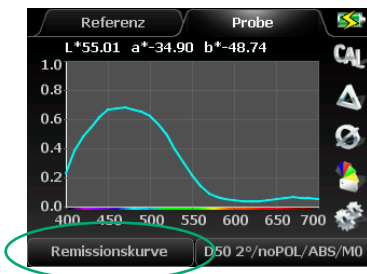 Referenz Probe
L*55.01 a*-34.90 b*-48.74
CAL
1.0
0.8
0.6
0.4
0.2
0.0
400 450 500 550 600 650 700
Remissionskurve D50 2°/noPOL/ABS/M0